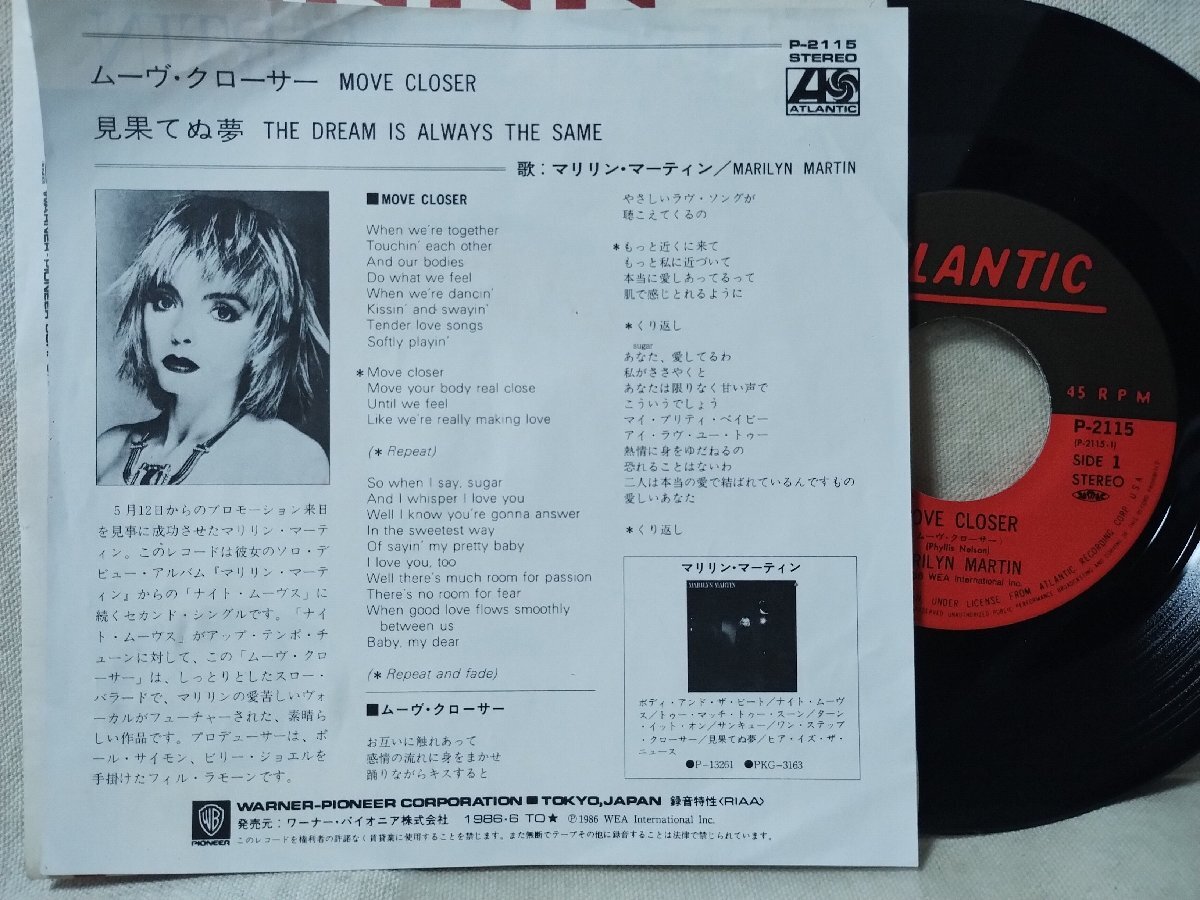 P-2115
STEREO
ATLANTIC
ムーヴ・クローサー MOVE CLOSER
見果てぬ夢 THE DREAM IS ALWAYS THE SAME
歌：マリリン・マーティン／MARILYN MARTIN
5月12日からのプロモーション来日
を見事に成功させたマリリン・マーテ
ィン。このレコードは彼女のソロ・デ
ビュー・アルバム『マリリン・マーテ
ィン』からの「ナイト・ムーヴス」に
続くセカンド・シングルです。「ナイ
ト・ムーヴス」がアップ・テンポ・チ
ューンに対して、この「ムーヴ・クロ
ーサー」は、しっとりとしたスロー・
バラードで、マリリンの愛苦しいヴォ
ーカルがフューチャーされた、素晴ら
しい作品です。プロデューサーは、ポ
ール・サイモン、ビリー・ジョエルを
手掛けたフィル・ラモーンです。
■MOVE CLOSER
When we're together
Touchin' each other
And our bodies
Do what we feel
When we're dancin'
Kissin' and swayin'
Tender love songs
Softly playin'
*Move closer
Move your body real close
Until we feel
Like we're really making love
(* Repeat)
So when I say, sugar
And I whisper I love you
Well I know you're gonna answer
In the sweetest way
Of sayin' my pretty baby
I love you, too
Well there's much room for passion
There's no room for fear
When good love flows smoothly
between us
Baby, my dear
(* Repeat and fade)
■ムーヴ・クローサー
お互いに触れあって
感情の流れに身をまかせ
踊りながらキスすると
やさしいラヴ・ソングが
聴こえてくるの
*もっと近くに来て
もっと私に近づいて
本当に愛しあってるって
肌で感じとれるように
*くり返し
sugar
あなた、愛してるわ
私がささやくと
あなたは限りなく甘い声で
こういうでしょう
マイ・プリティ・ベイビー
アイ・ラヴ・ユー・トゥー
熱情に身をゆだねるの
恐れることはないわ
二人は本当の愛で結ばれているんですもの
愛しいあなた
*くり返し
マリリン・マーティン
MARILYN MARTIN
ボディ・アンド・ザ・ビート／ナイト・ムーヴ
ス／トゥー・マッチ・トゥー・スーン／ターン
・イット・オン／サンキュー／ワン・ステップ
・クローサー／見果てぬ夢／ヒア・イズ・ザ・
ニュース
●P-13261 ●PKG-3163
WB
PIONEER
WARNER-PIONEER CORPORATION ■ TOKYO, JAPAN 録音特性〈RIAA〉
発売元：ワーナー・パイオニア株式会社 1986・6 TO★ ℗1986 WEA International Inc.
このレコードを権利者の許諾なく賃貸業に使用することを禁じます。また無断でテープその他に録音することは法律で禁じられています。
LANTIC
45 RPM
P-2115
(P-2115-1)
SIDE 1
STEREO
OVE CLOSER
ムーヴ・クローサー)
(Phyllis Nelson)
RILYN MARTIN
WEA International Inc.
UNDER LICENSE FROM ATLANTIC RECORDING CORP. U.S.A.